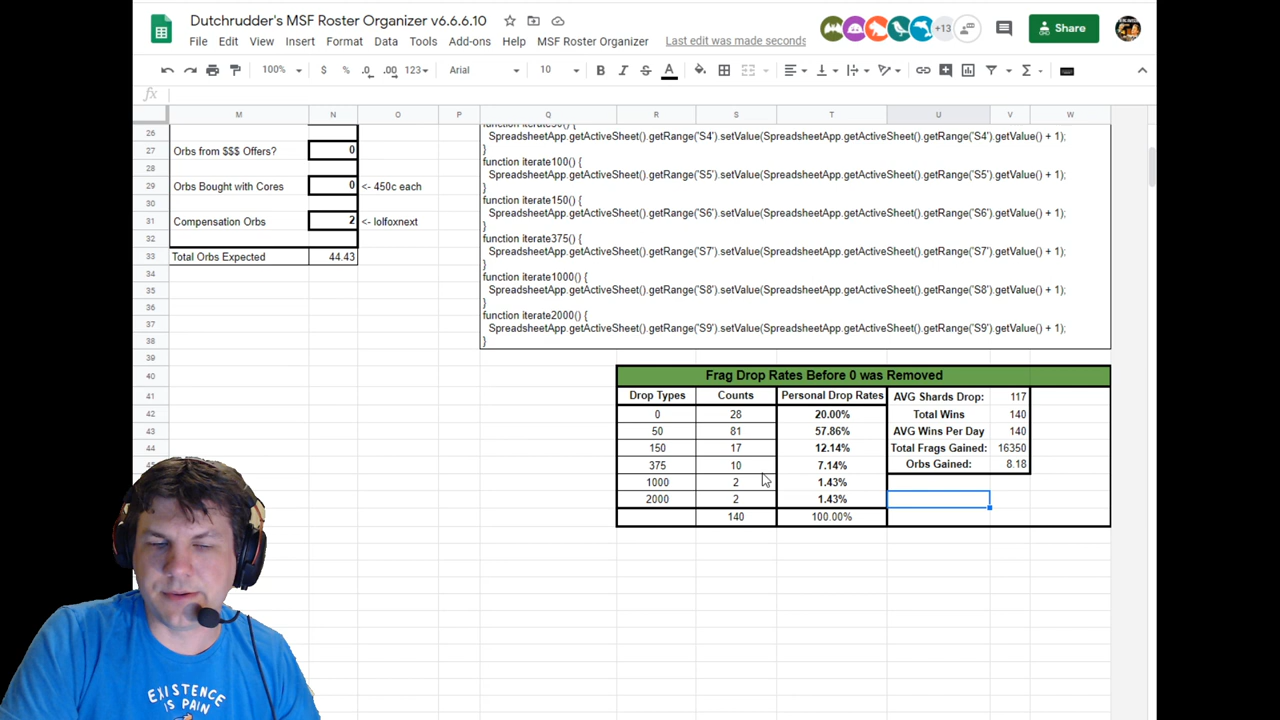 Dutchrudder's MSF Roster Organizer v6.6.6.10
File Edit View Insert Format Data Tools Add-ons Help MSF Roster Organizer Last edit was made seconds
+13
Share
100% $ % .0 .00 123 Arial 10 B I S A
fx
M N O P Q R S T U V W
26
SpreadsheetApp.getActiveSheet().getRange('S4').setValue(SpreadsheetApp.getActiveSheet().getRange('S4').getValue() + 1);
27 Orbs from $$$ Offers? 0 }
28 function iterate100() {
SpreadsheetApp.getActiveSheet().getRange('S5').setValue(SpreadsheetApp.getActiveSheet().getRange('S5').getValue() + 1);
29 Orbs Bought with Cores 0 <- 450c each }
30 function iterate150() {
31 Compensation Orbs 2 <- lolfoxnext SpreadsheetApp.getActiveSheet().getRange('S6').setValue(SpreadsheetApp.getActiveSheet().getRange('S6').getValue() + 1);
}
32 function iterate375() {
33 Total Orbs Expected 44.43 SpreadsheetApp.getActiveSheet().getRange('S7').setValue(SpreadsheetApp.getActiveSheet().getRange('S7').getValue() + 1);
}
34 function iterate1000() {
35 SpreadsheetApp.getActiveSheet().getRange('S8').setValue(SpreadsheetApp.getActiveSheet().getRange('S8').getValue() + 1);
36 }
37 function iterate2000() {
SpreadsheetApp.getActiveSheet().getRange('S9').setValue(SpreadsheetApp.getActiveSheet().getRange('S9').getValue() + 1);
38 }
39
40 Frag Drop Rates Before 0 was Removed
41 Drop Types Counts Personal Drop Rates AVG Shards Drop: 117
42 0 28 20.00% Total Wins 140
43 50 81 57.86% AVG Wins Per Day 140
44 150 17 12.14% Total Frags Gained: 16350
375 10 7.14% Orbs Gained: 8.18
1000 2 1.43%
2000 2 1.43%
140 100.00%
EXISTENCE
IS PAIN